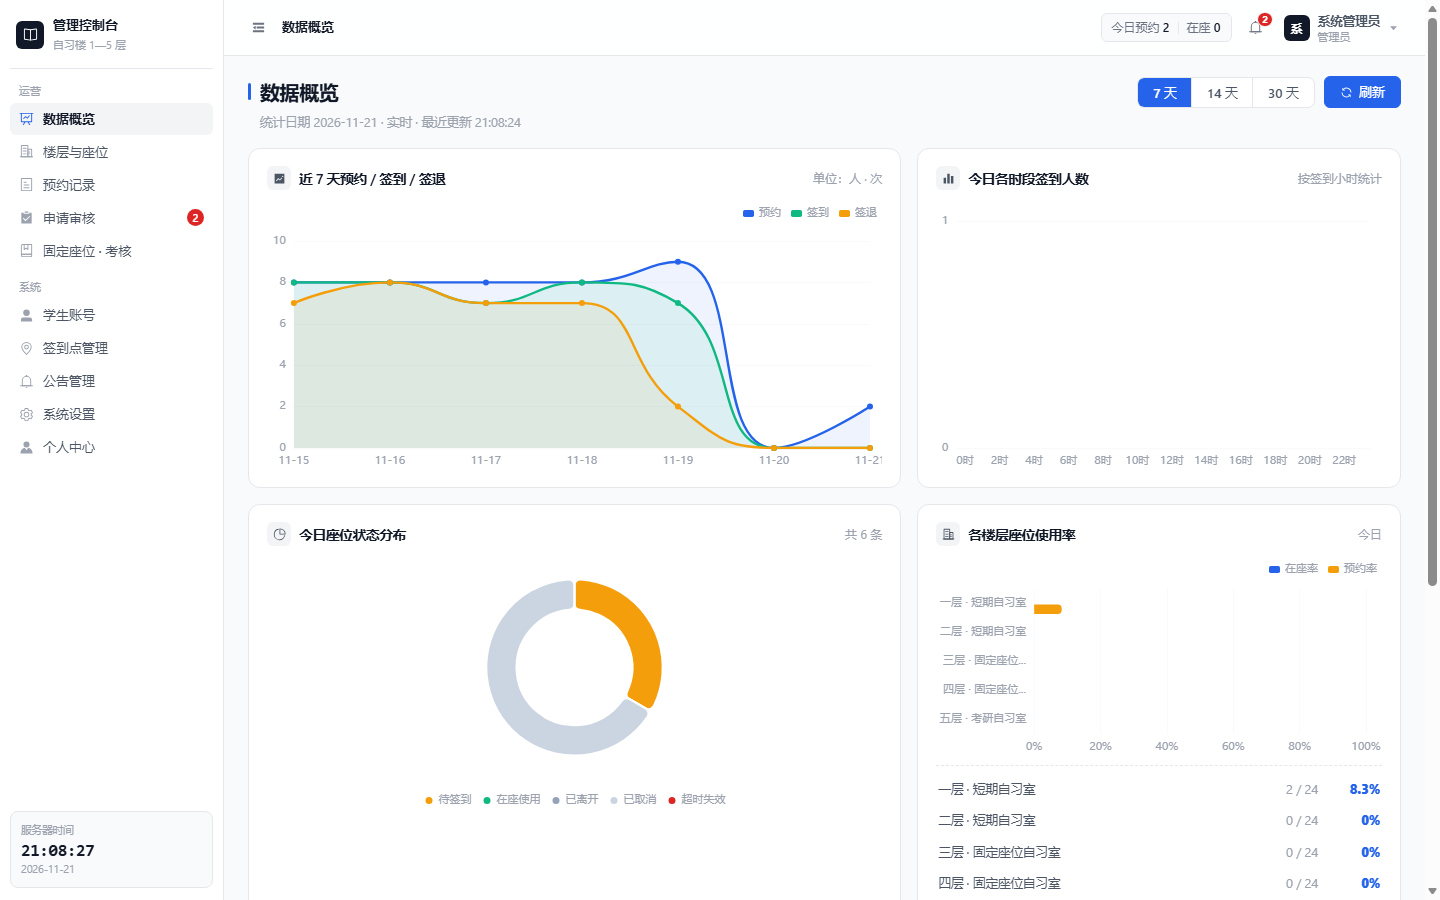 管理控制台
自习楼 1—5 层
运营
数据概览
楼层与座位
预约记录
申请审核
2
固定座位 · 考核
系统
学生账号
签到点管理
公告管理
系统设置
个人中心
服务器时间
21:08:27
2026-11-21
数据概览
今日预约 2
在座 0
2
系
系统管理员
管理员
数据概览
统计日期 2026-11-21 · 实时 · 最近更新 21:08:24
7 天
14 天
30 天
刷新
近 7 天预约 / 签到 / 签退
单位：人 · 次
预约
签到
签退
10
8
6
4
2
0
11-15
11-16
11-17
11-18
11-19
11-20
11-21
今日各时段签到人数
按签到小时统计
1
0
0时
2时
4时
6时
8时
10时
12时
14时
16时
18时
20时
22时
今日座位状态分布
共 6 条
待签到
在座使用
已离开
已取消
超时失效
各楼层座位使用率
今日
在座率
预约率
一层 · 短期自习室
二层 · 短期自习室
三层 · 固定座位...
四层 · 固定座位...
五层 · 考研自习室
0%
20%
40%
60%
80%
100%
一层 · 短期自习室 2 / 24 8.3%
二层 · 短期自习室 0 / 24 0%
三层 · 固定座位自习室 0 / 24 0%
四层 · 固定座位自习室 0 / 24 0%